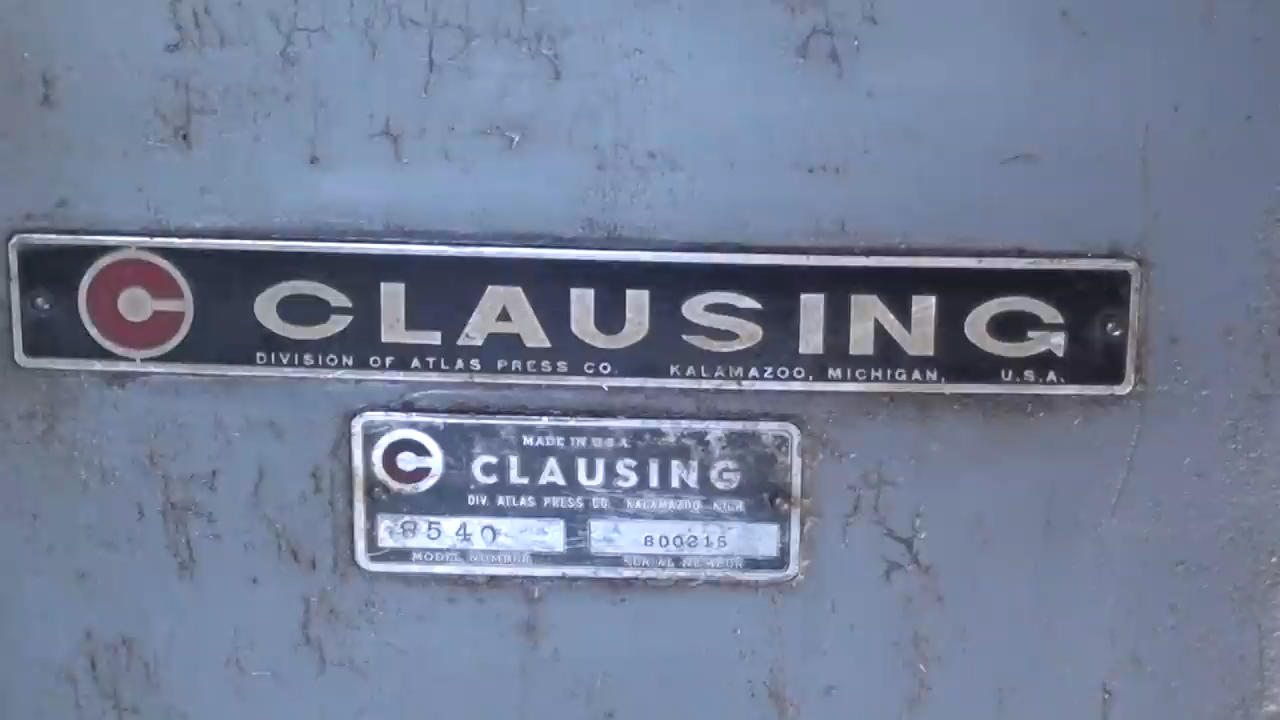 CLAUSING
DIVISION OF ATLAS PRESS CO. KALAMAZOO, MICHIGAN, U.S.A.
MADE IN U.S.A.
CLAUSING
DIV. ATLAS PRESS CO. KALAMAZOO MICH
8540
MODEL NUMBER
SERIAL NUMBER